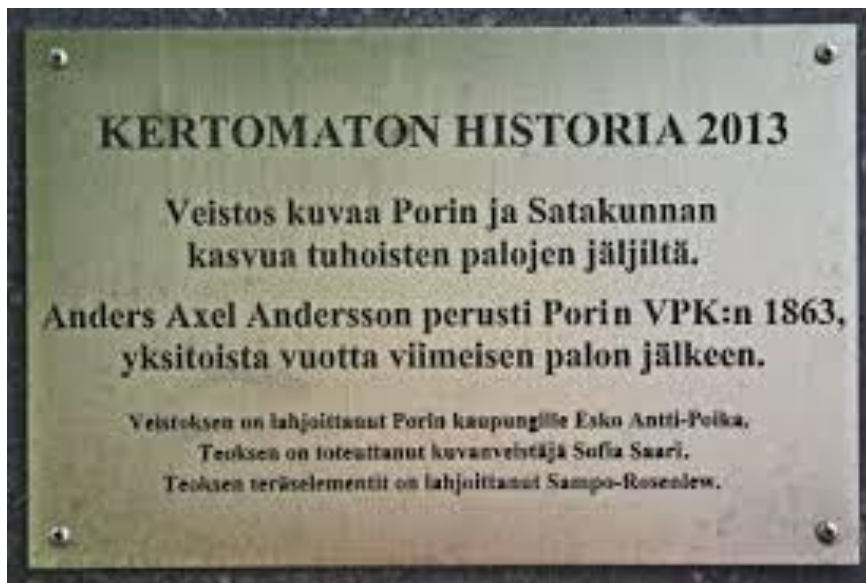 KERTOMATON HISTORIA 2013
Veistos kuvaa Porin ja Satakunnan
kasvua tuhoisten palojen jäljiltä.
Anders Axel Andersson perusti Porin VPK:n 1863,
yksitoista vuotta viimeisen palon jälkeen.
Veistoksen on lahjoittanut Porin kaupungille Esko Antti-Poika.
Teoksen on toteuttanut kuvanveistäjä Sofia Saari.
Teoksen teräselementit on lahjoittanut Sampo-Rosenlew.